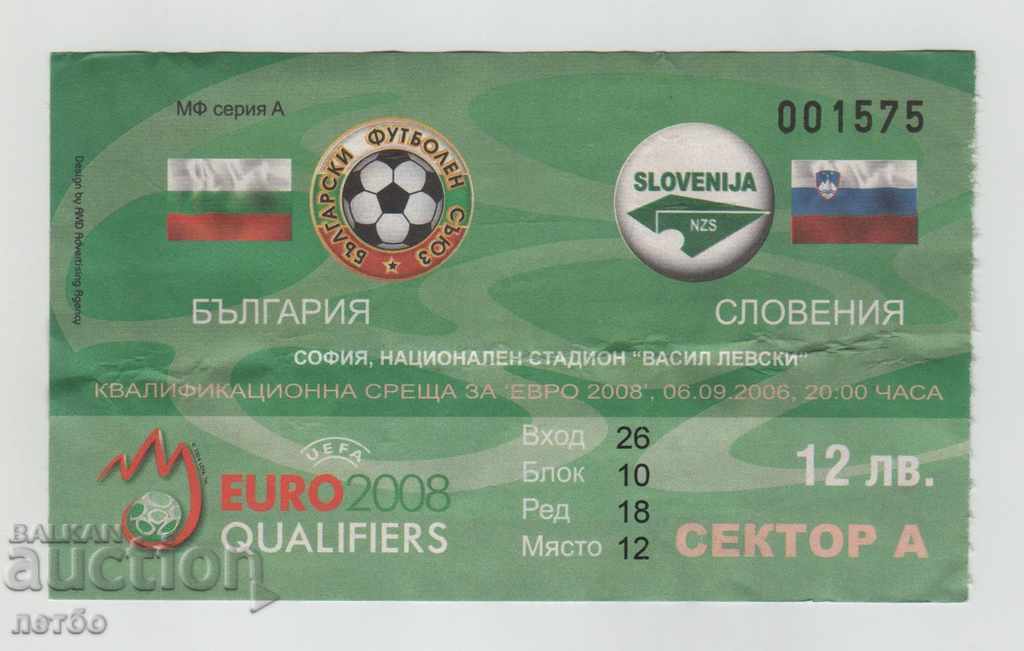 МФ серия А
001575
Design by AMD Advertising Agency
БЪЛГАРСКИ ФУТБОЛЕН СЪЮЗ
SLOVENIJA
NZS
БЪЛГАРИЯ
СЛОВЕНИЯ
СОФИЯ, НАЦИОНАЛЕН СТАДИОН "ВАСИЛ ЛЕВСКИ"
КВАЛИФИКАЦИОННА СРЕЩА ЗА 'ЕВРО 2008', 06.09.2006, 20:00 ЧАСА
UEFA
EURO2008
QUALIFIERS
Вход 26
Блок 10
Ред 18
Място 12
12 лв.
СЕКТОР А
БАЛКАН
auction
летбо